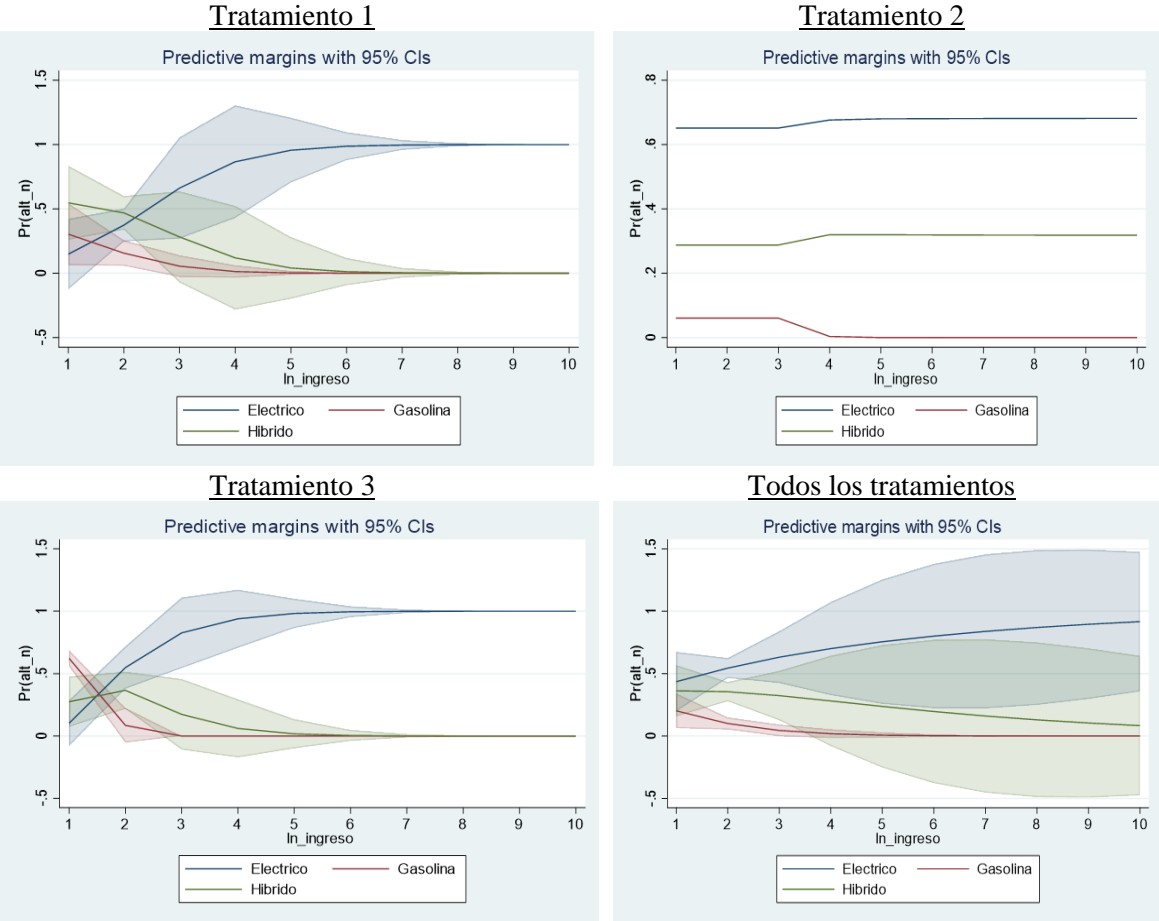 Tratamiento 1
Predictive margins with 95% CIs
1.5
1
.5
0
-.5
Pr(alt_n)
1 2 3 4 5 6 7 8 9 10
ln_ingreso
Electrico Gasolina
Hibrido
Tratamiento 2
Predictive margins with 95% CIs
.8
.6
.4
.2
0
Pr(alt_n)
1 2 3 4 5 6 7 8 9 10
ln_ingreso
Electrico Gasolina
Hibrido
Tratamiento 3
Predictive margins with 95% CIs
1.5
1
.5
0
-.5
Pr(alt_n)
1 2 3 4 5 6 7 8 9 10
ln_ingreso
Electrico Gasolina
Hibrido
Todos los tratamientos
Predictive margins with 95% CIs
1.5
1
.5
0
-.5
Pr(alt_n)
1 2 3 4 5 6 7 8 9 10
ln_ingreso
Electrico Gasolina
Hibrido